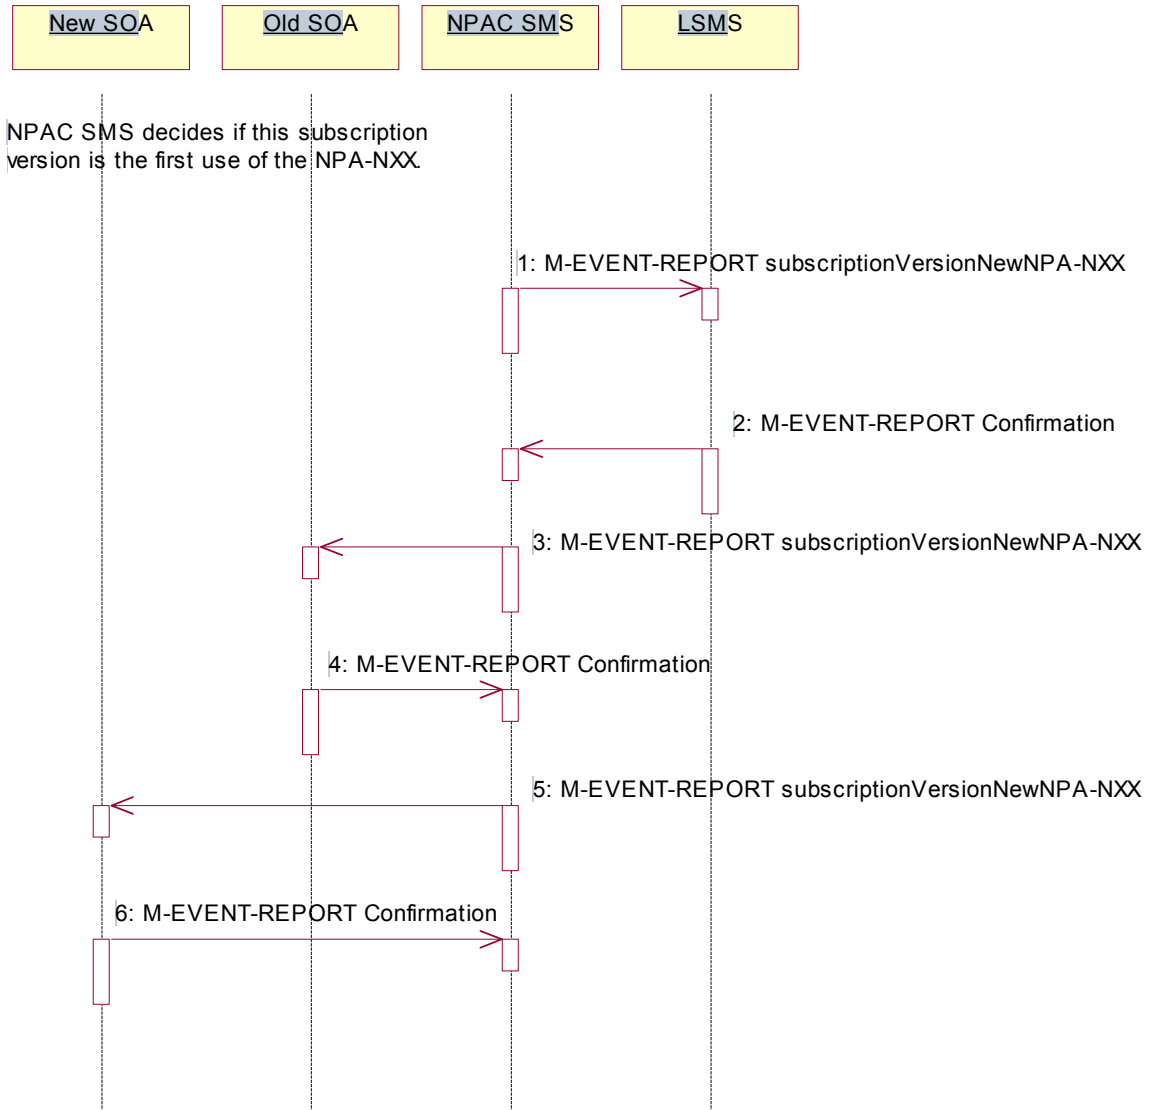 New SOA
Old SOA
NPAC SMS
LSMS
NPAC SMS decides if this subscription
version is the first use of the NPA-NXX.
1: M-EVENT-REPORT subscriptionVersionNewNPA-NXX
2: M-EVENT-REPORT Confirmation
3: M-EVENT-REPORT subscriptionVersionNewNPA-NXX
4: M-EVENT-REPORT Confirmation
5: M-EVENT-REPORT subscriptionVersionNewNPA-NXX
6: M-EVENT-REPORT Confirmation